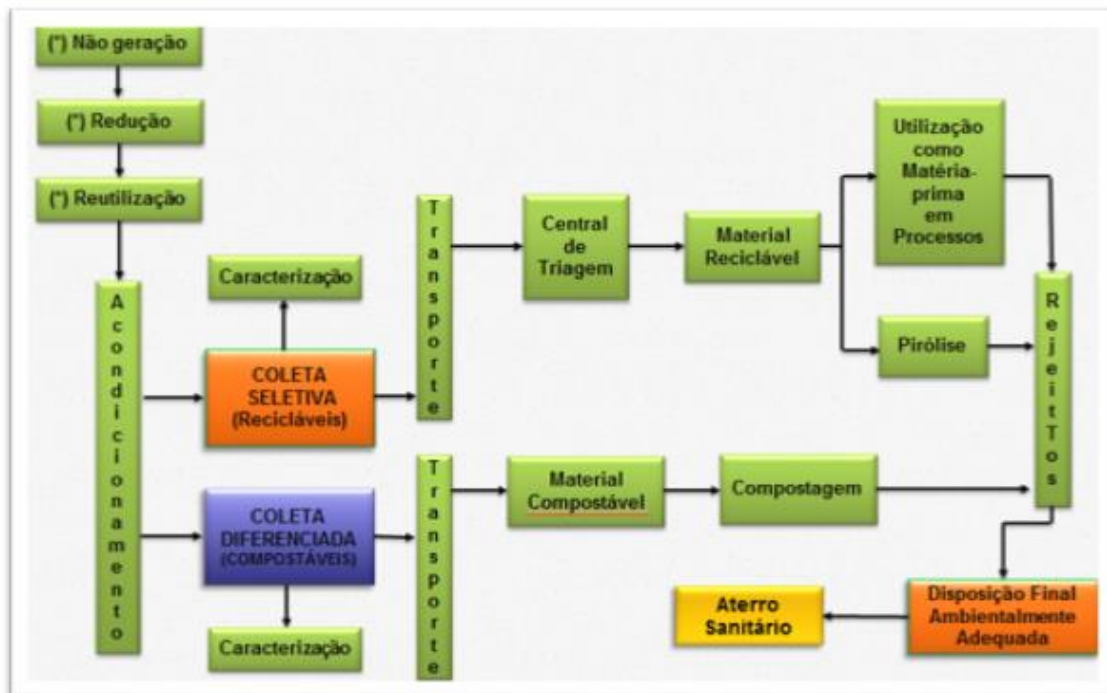 (*) Não geração
(*) Redução
(*) Reutilização
Acondicionamento
Caracterização
COLETA
SELETIVA
(Recicláveis)
COLETA
DIFERENCIADA
(COMPOSTÁVEIS)
Caracterização
Transporte
Transporte
Central
de
Triagem
Material
Reciclável
Utilização
como
Matéria-
prima
em
Processos
Pirólise
Material
Compostável
Compostagem
RejeitTos
Disposição Final
Ambientalmente
Adequada
Aterro
Sanitário